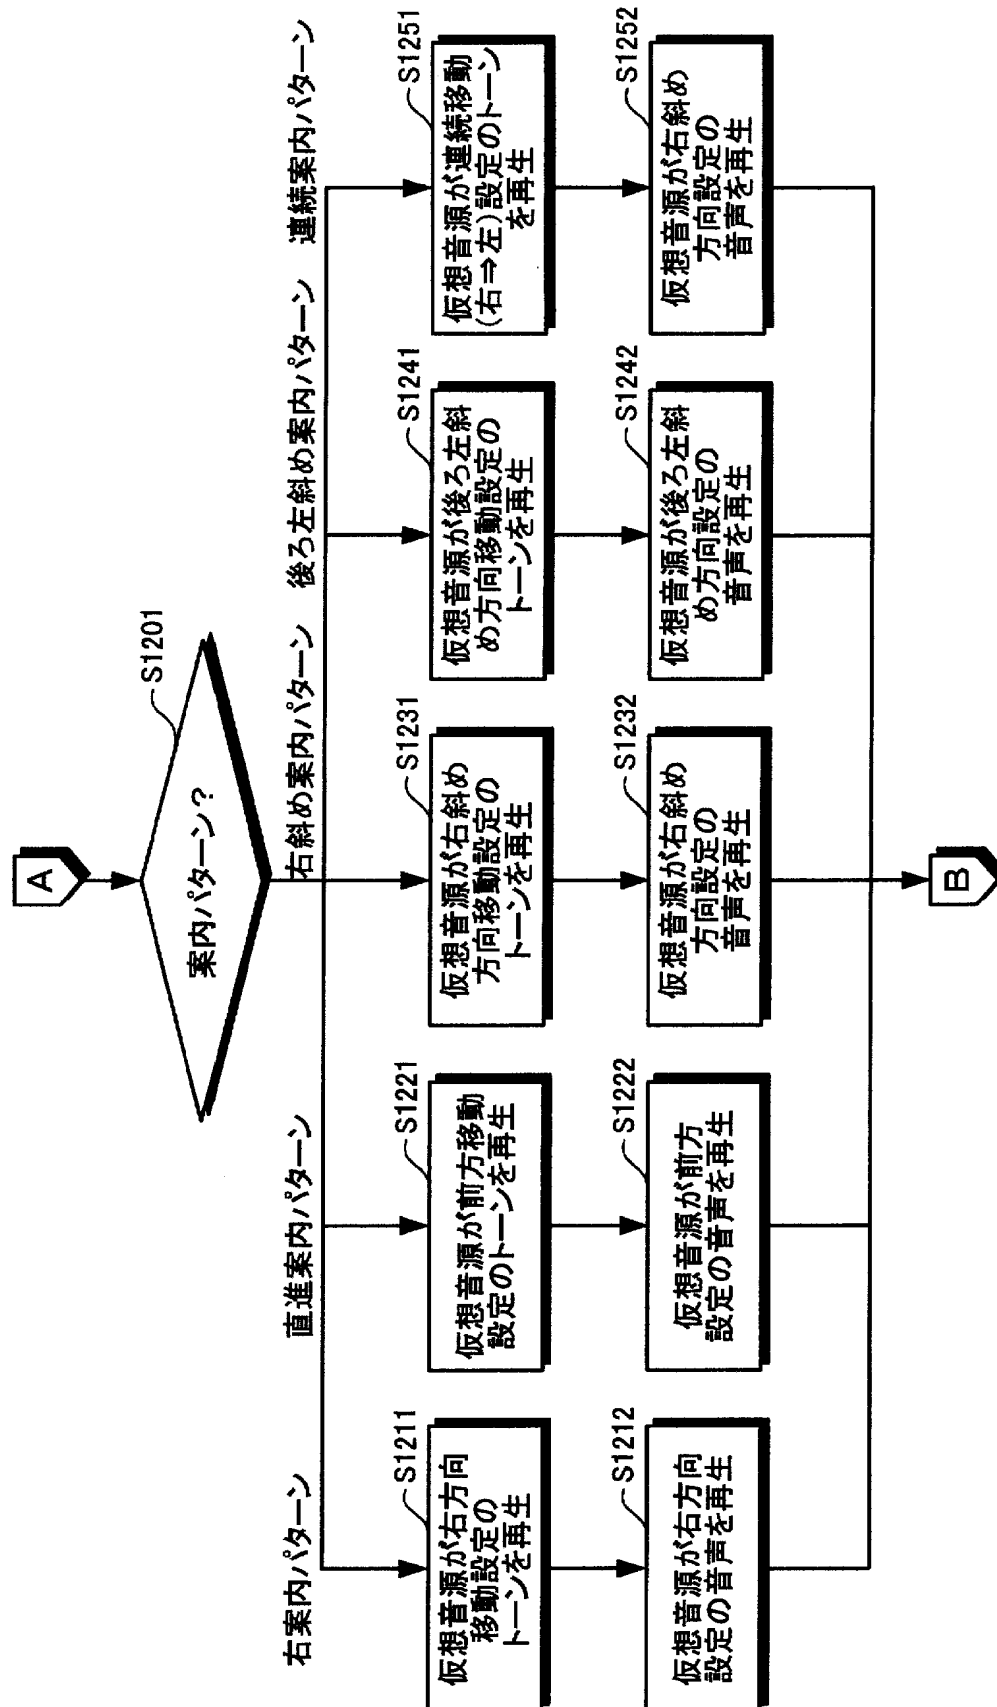 A
案内パターン?
S1201
右案内パターン
直進案内パターン
右斜め案内パターン
後ろ左斜め案内パターン
連続案内パターン
S1211
仮想音源が右方向
移動設定の
トーンを再生
S1221
仮想音源が前方移動
設定のトーンを再生
S1231
仮想音源が右斜め
方向移動設定の
トーンを再生
S1241
仮想音源が後ろ左斜
め方向移動設定の
トーンを再生
S1251
仮想音源が連続移動
(右⇒左)設定のトーン
を再生
S1212
仮想音源が右方向
設定の音声を再生
S1222
仮想音源が前方
設定の音声を再生
S1232
仮想音源が右斜め
方向設定の
音声を再生
S1242
仮想音源が後ろ左斜
め方向設定の
音声を再生
S1252
仮想音源が右斜め
方向設定の
音声を再生
B